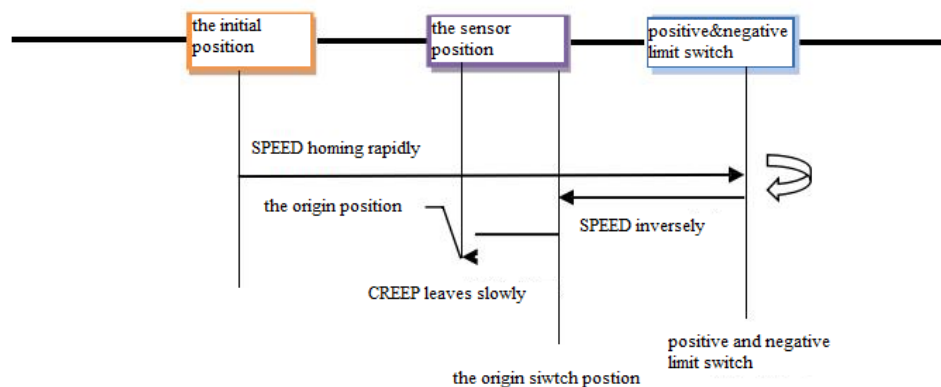 the initial
position
the sensor
position
positive&negative
limit switch
SPEED homing rapidly
the origin position
SPEED inversely
CREEP leaves slowly
positive and negative
limit switch
the origin siwtch postion